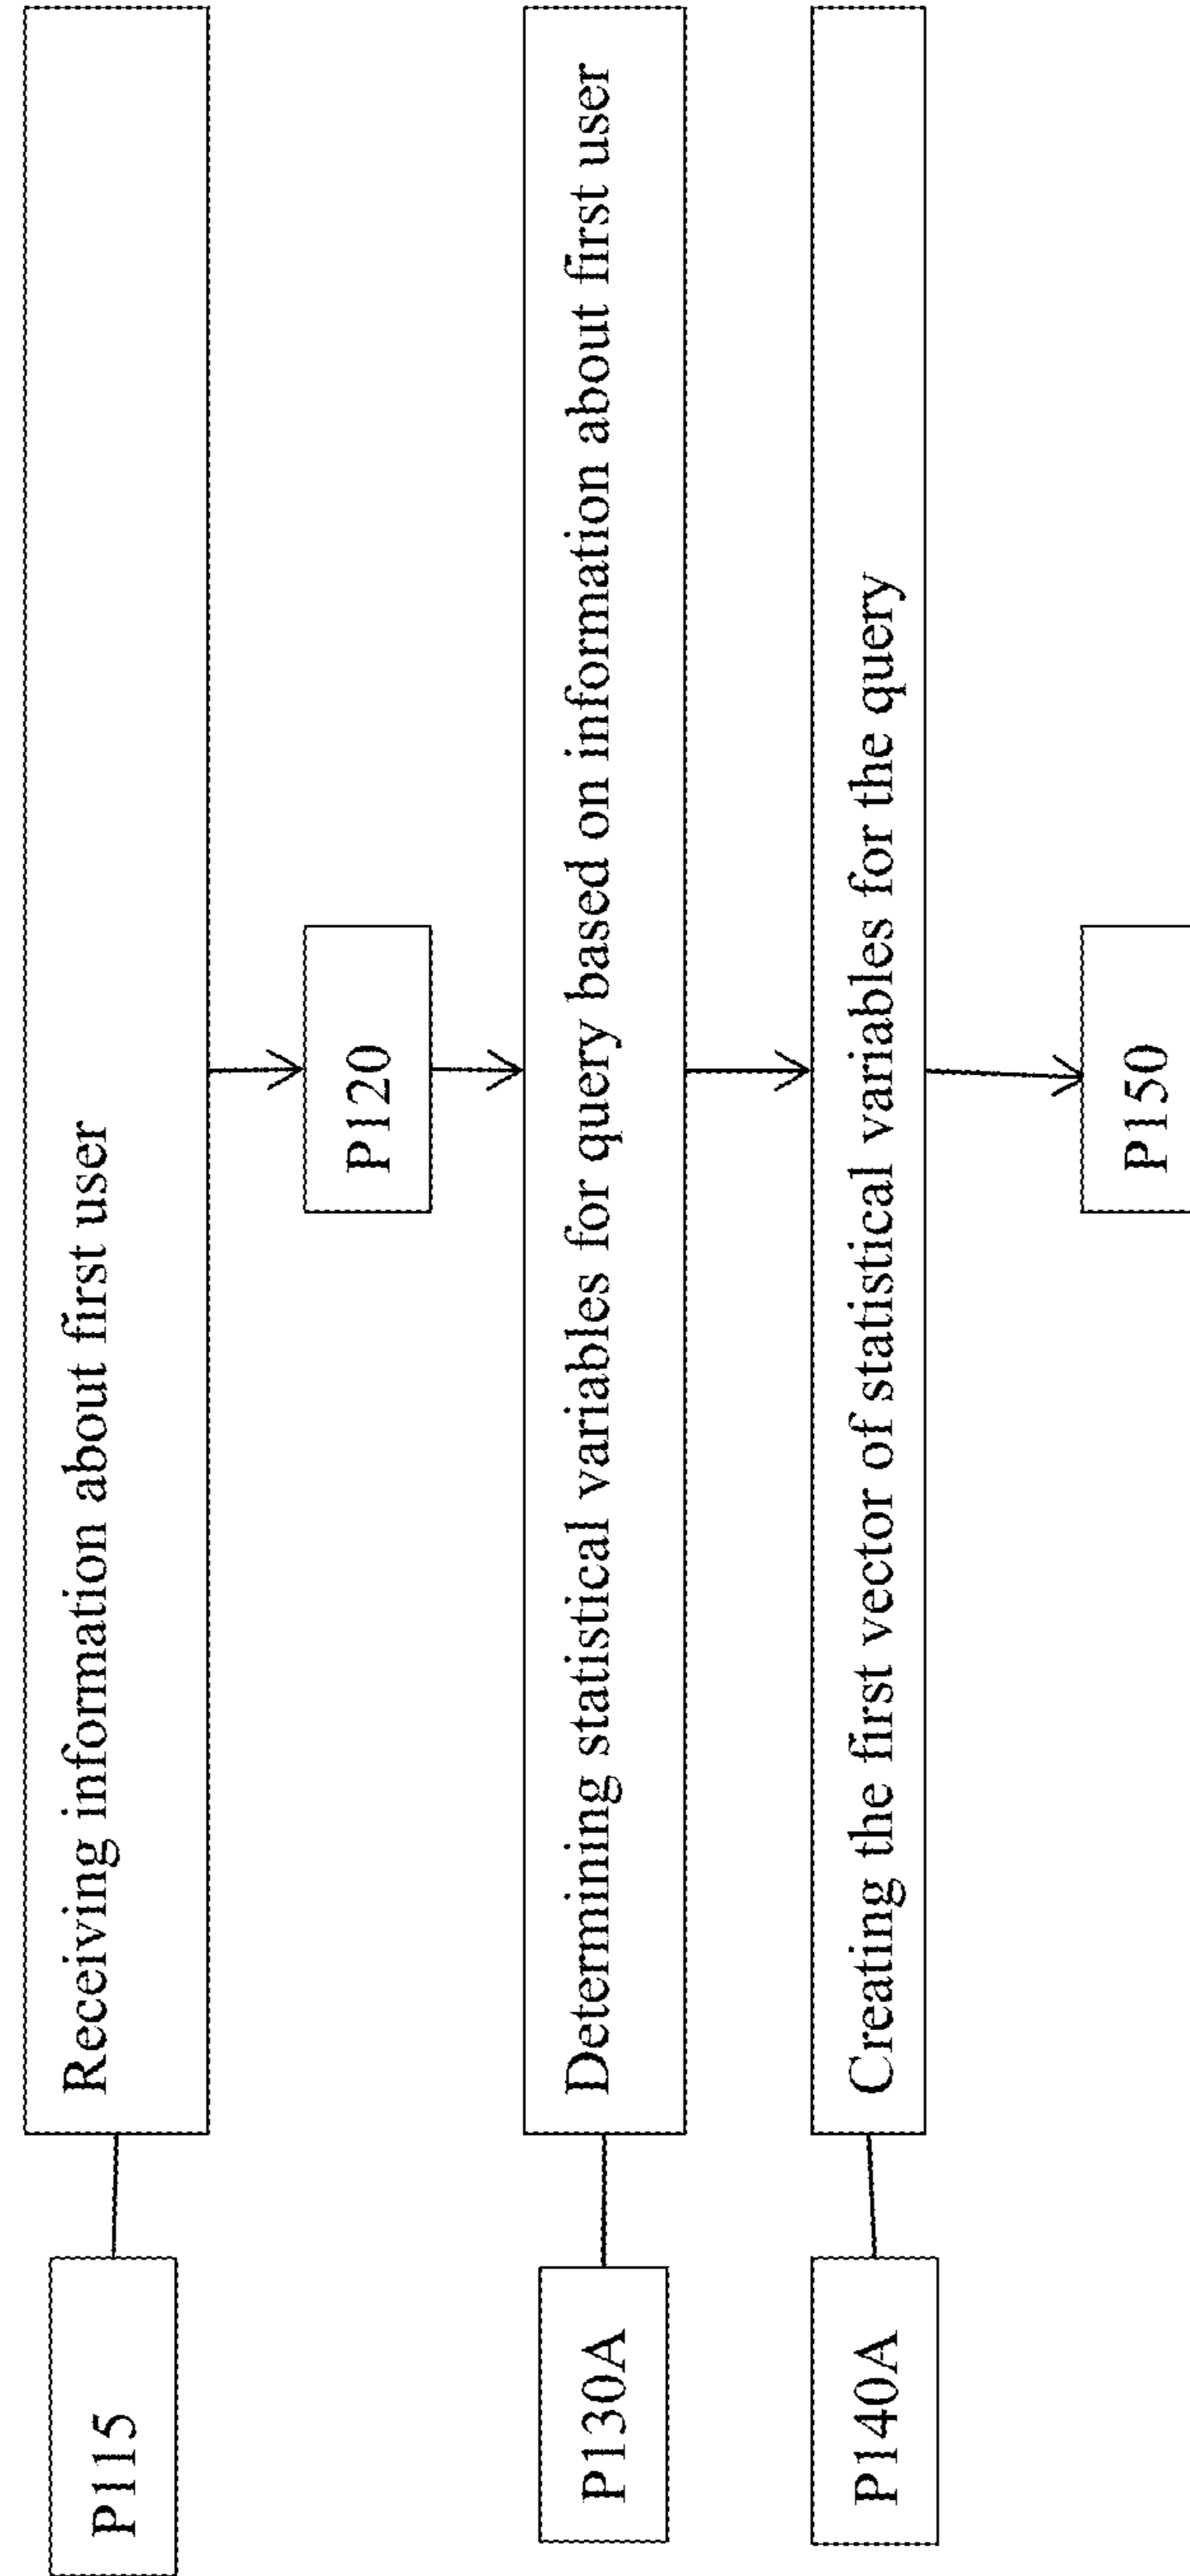 P115
Receiving information about first user
P120
P130A
Determining statistical variables for query based on information about first user
P140A
Creating the first vector of statistical variables for the query
P150